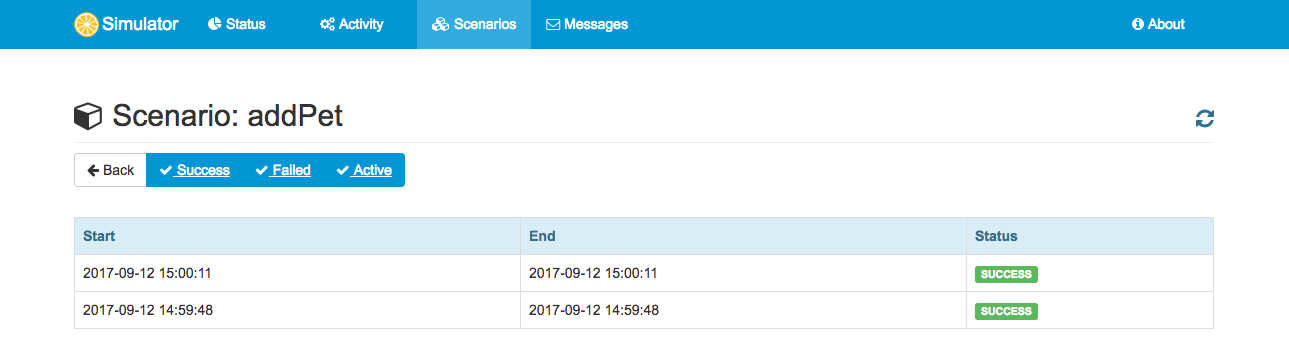 Simulator Status Activity Scenarios Messages About
Scenario: addPet
Back Success Failed Active
Start End Status
2017-09-12 15:00:11 2017-09-12 15:00:11 SUCCESS
2017-09-12 14:59:48 2017-09-12 14:59:48 SUCCESS